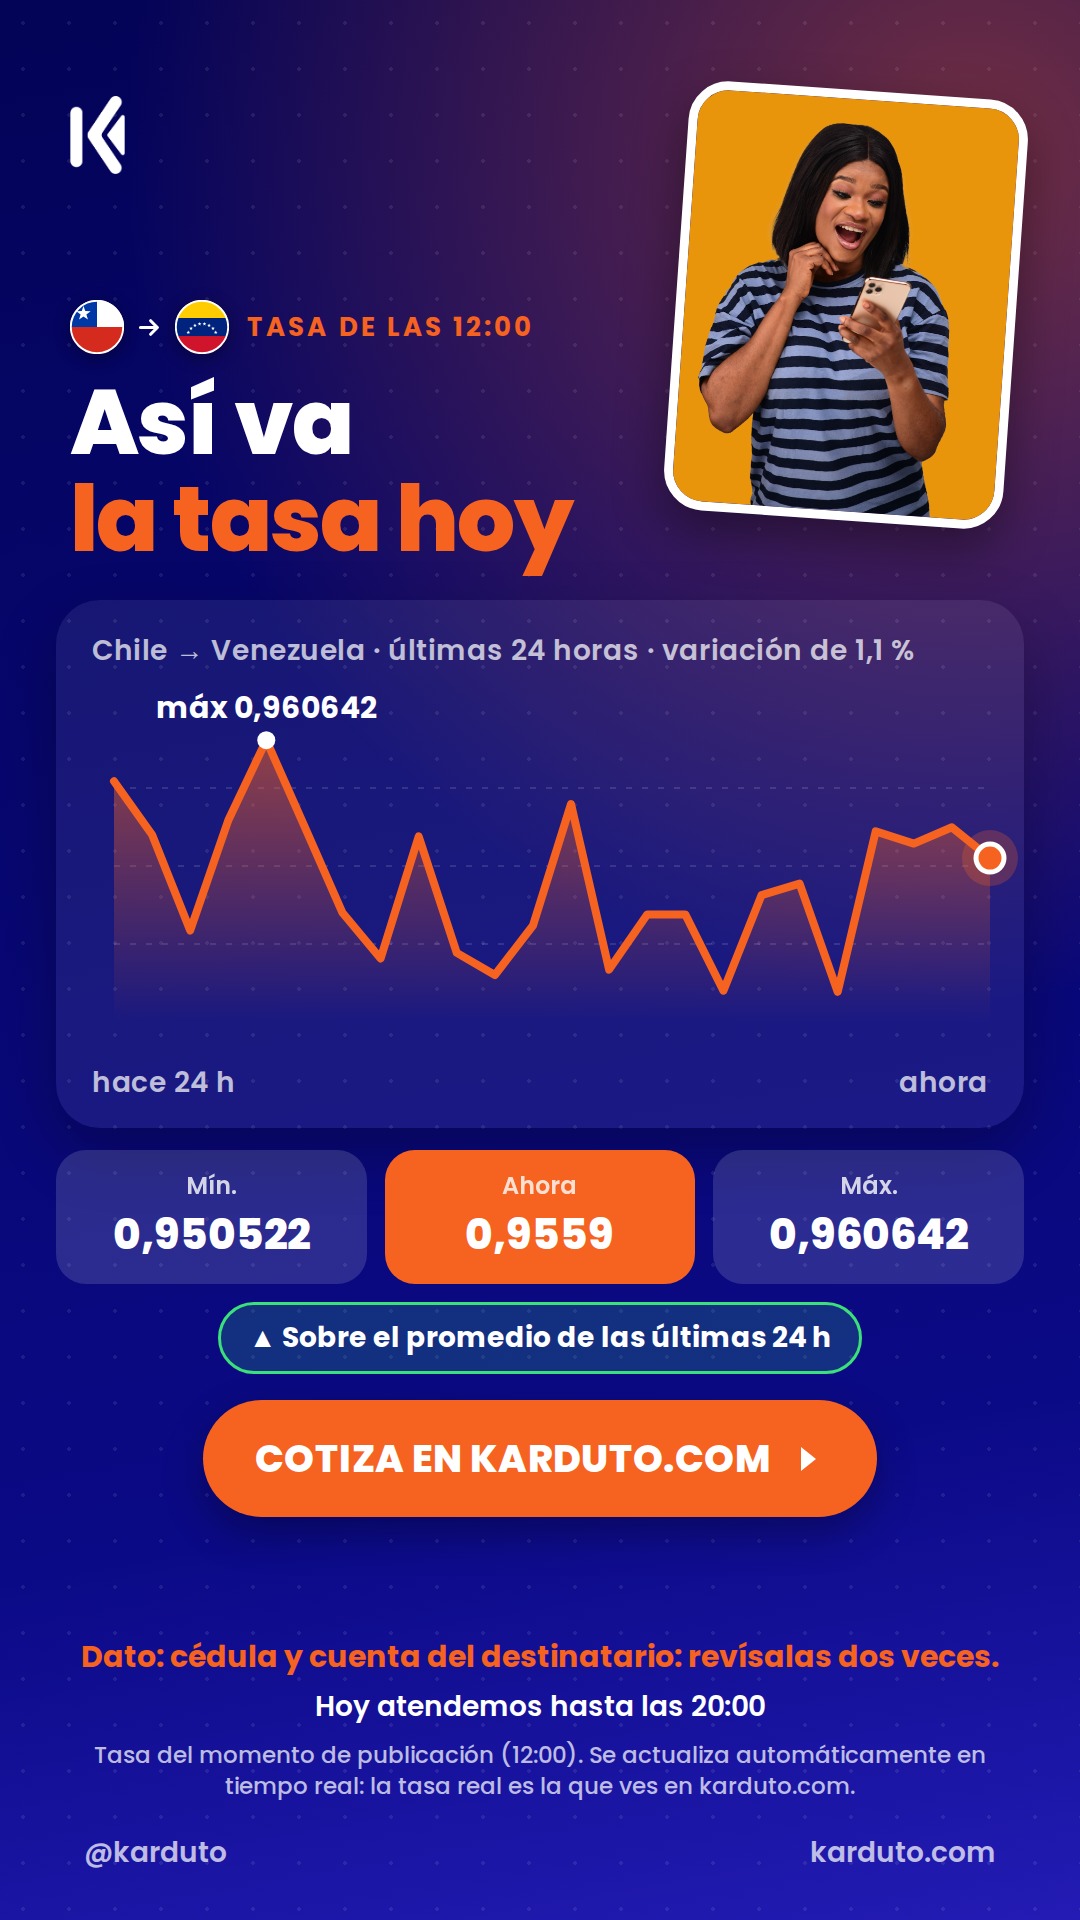 TASA DE LAS 12:00
Así va
la tasa hoy
Chile → Venezuela · últimas 24 horas · variación de 1,1 %
máx 0,960642
hace 24 h
ahora
Mín.
0,950522
Ahora
0,9559
Máx.
0,960642
▲ Sobre el promedio de las últimas 24 h
COTIZA EN KARDUTO.COM
Dato: cédula y cuenta del destinatario: revísalas dos veces.
Hoy atendemos hasta las 20:00
Tasa del momento de publicación (12:00). Se actualiza automáticamente en
tiempo real: la tasa real es la que ves en karduto.com.
@karduto
karduto.com